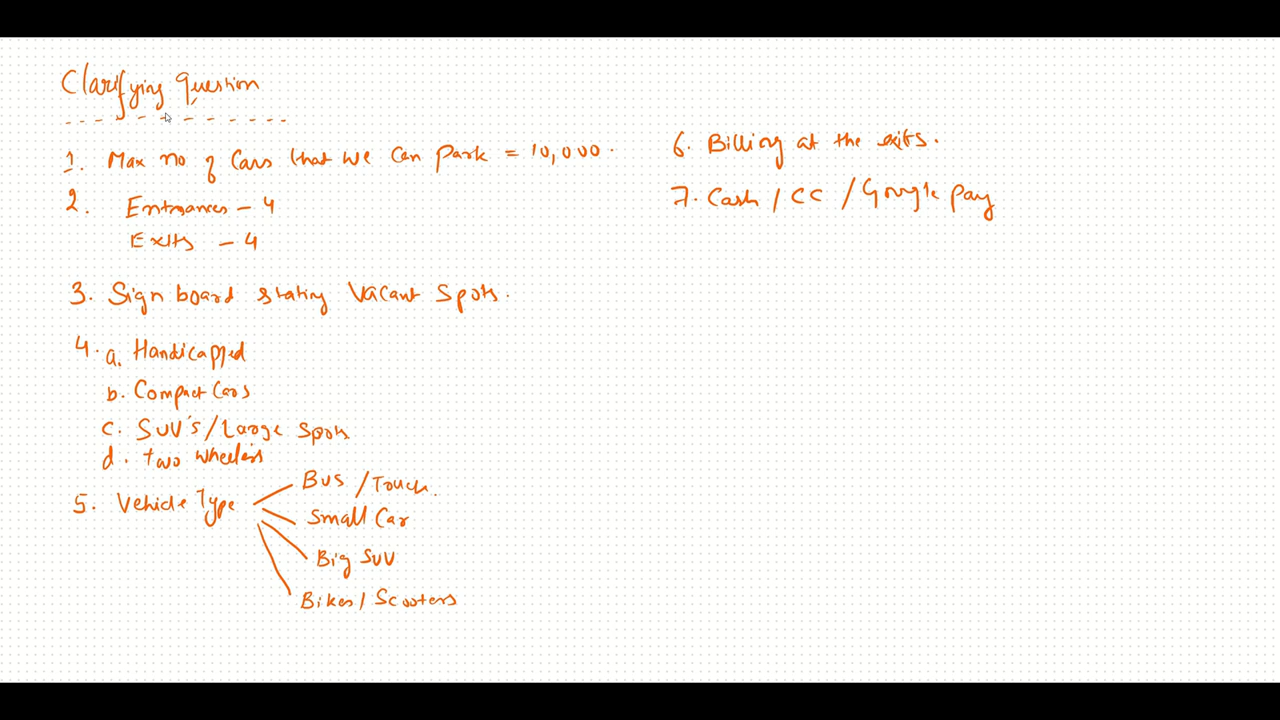 Clarifying Question
1. Max no of Cars that we Can Park = 10,000.
2. Entrances - 4
Exits - 4
3. Sign board stating Vacant Spots.
4. a. Handicapped
b. Compact Cars
c. SUV's/Large Spots
d. two wheelers
5. Vehicle Type
Bus /Truck.
Small Car
Big SUV
Bikes/ Scooters
6. Billing at the exits.
7. Cash / CC / Google pay